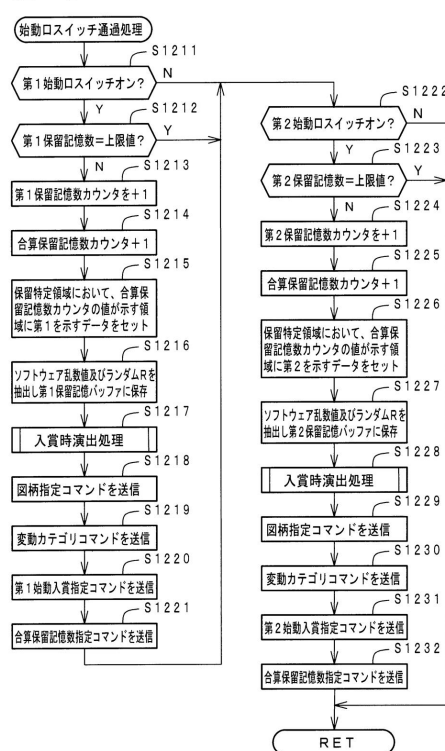 始動口スイッチ通過処理
S1211
第1始動口スイッチオン?
N
Y
S1212
第1保留記憶数=上限値?
Y
N
S1213
第1保留記憶数カウンタを+1
S1214
合算保留記憶数カウンタ+1
S1215
保留特定領域において、合算保
留記憶数カウンタの値が示す領
域に第1を示すデータをセット
S1216
ソフトウェア乱数値及びランダムRを
抽出し第1保留記憶バッファに保存
S1217
入賞時演出処理
S1218
図柄指定コマンドを送信
S1219
変動カテゴリコマンドを送信
S1220
第1始動入賞指定コマンドを送信
S1221
合算保留記憶数指定コマンドを送信
S1222
第2始動口スイッチオン?
N
Y
S1223
第2保留記憶数=上限値?
Y
N
S1224
第2保留記憶数カウンタを+1
S1225
合算保留記憶数カウンタ+1
S1226
保留特定領域において、合算保
留記憶数カウンタの値が示す領
域に第2を示すデータをセット
S1227
ソフトウェア乱数値及びランダムRを
抽出し第2保留記憶バッファに保存
S1228
入賞時演出処理
S1229
図柄指定コマンドを送信
S1230
変動カテゴリコマンドを送信
S1231
第2始動入賞指定コマンドを送信
S1232
合算保留記憶数指定コマンドを送信
RET